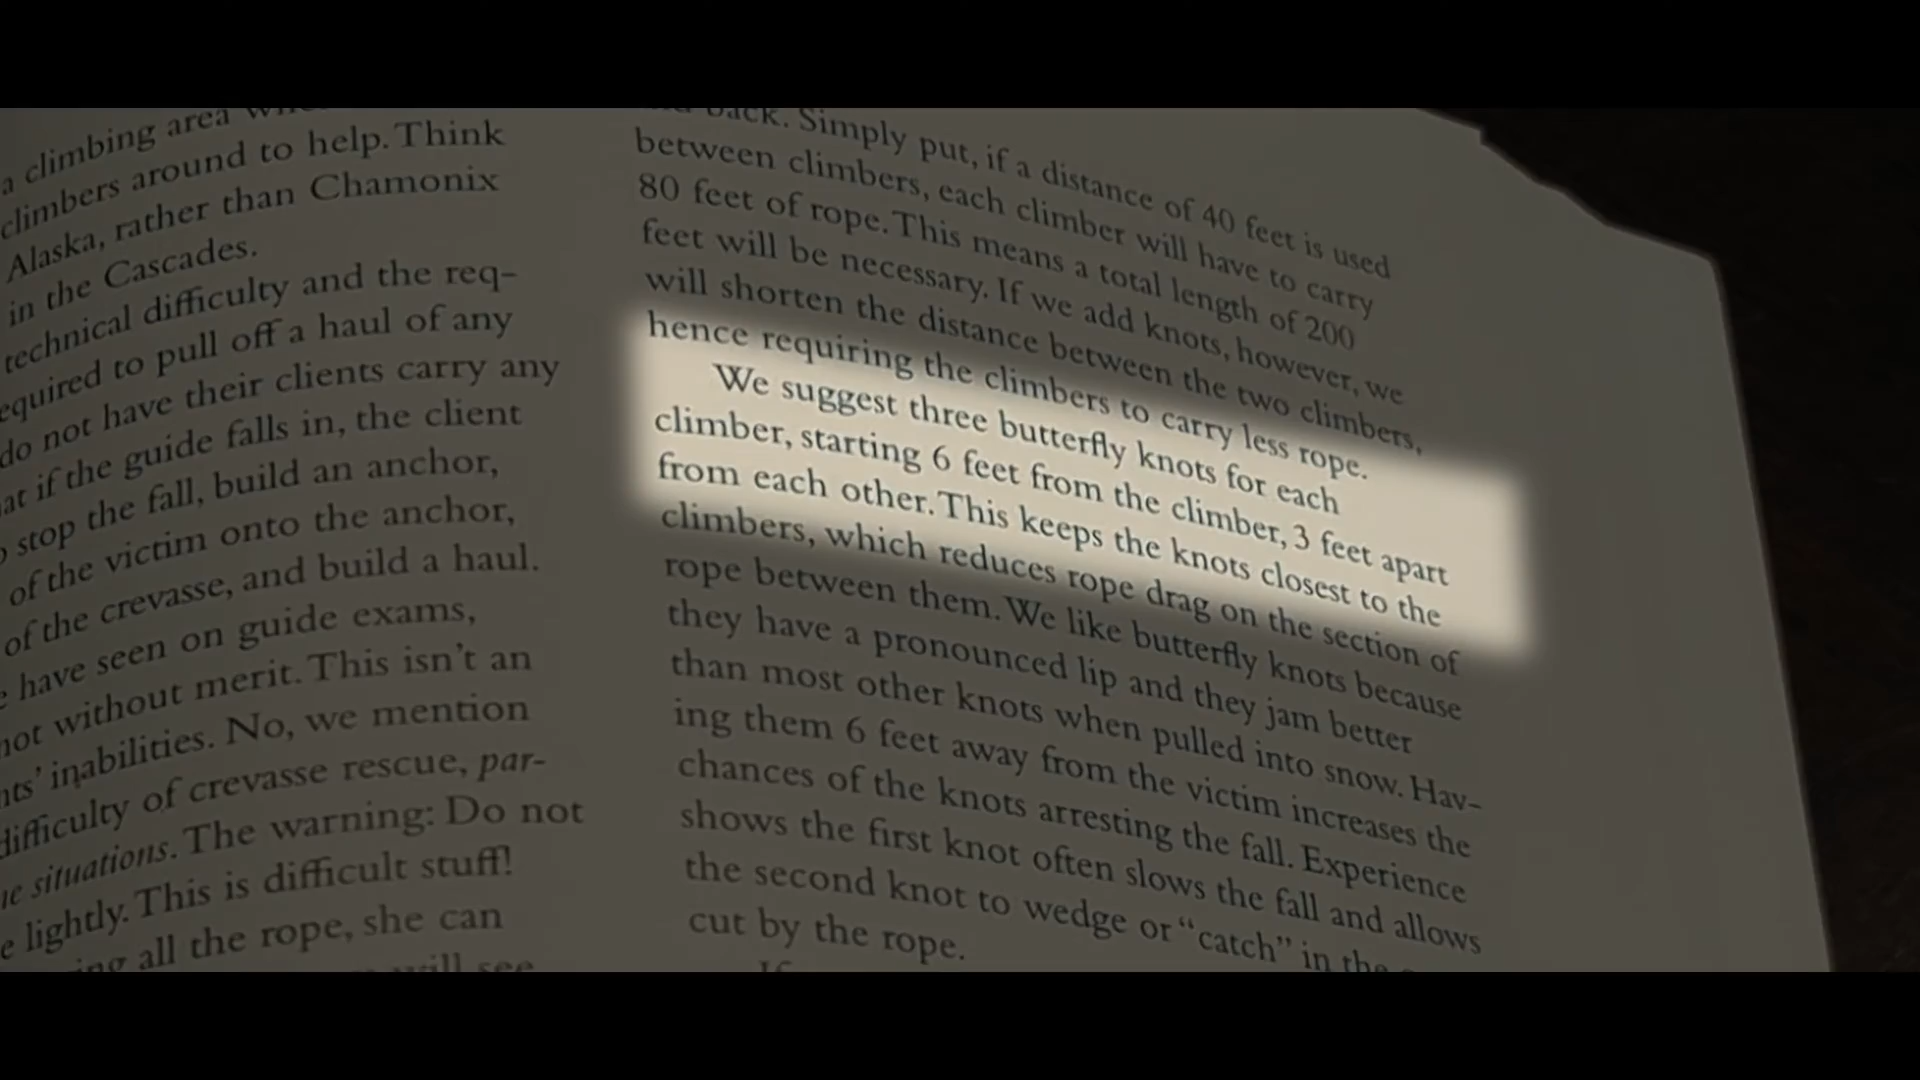 a climbing area
climbers around to help. Think
Alaska, rather than Chamonix
in the Cascades.
technical difficulty and the req-
equired to pull off a haul of any
do not have their clients carry any
at if the guide falls in, the client
stop the fall, build an anchor,
of the victim onto the anchor,
of the crevasse, and build a haul.
have seen on guide exams,
not without merit. This isn't an
nts' inabilities. No, we mention
difficulty of crevasse rescue, par-
situations. The warning: Do not
lightly. This is difficult stuff!
all the rope, she can
will see
back. Simply put, if a distance of 40 feet is used
between climbers, each climber will have to carry
80 feet of rope. This means a total length of 200
feet will be necessary. If we add knots, however, we
will shorten the distance between the two climbers,
hence requiring the climbers to carry less rope.
We suggest three butterfly knots for each
climber, starting 6 feet from the climber, 3 feet apart
from each other. This keeps the knots closest to the
climbers, which reduces rope drag on the section of
rope between them. We like butterfly knots because
they have a pronounced lip and they jam better
than most other knots when pulled into snow. Hav-
ing them 6 feet away from the victim increases the
chances of the knots arresting the fall. Experience
shows the first knot often slows the fall and allows
the second knot to wedge or "catch" in the
cut by the rope.